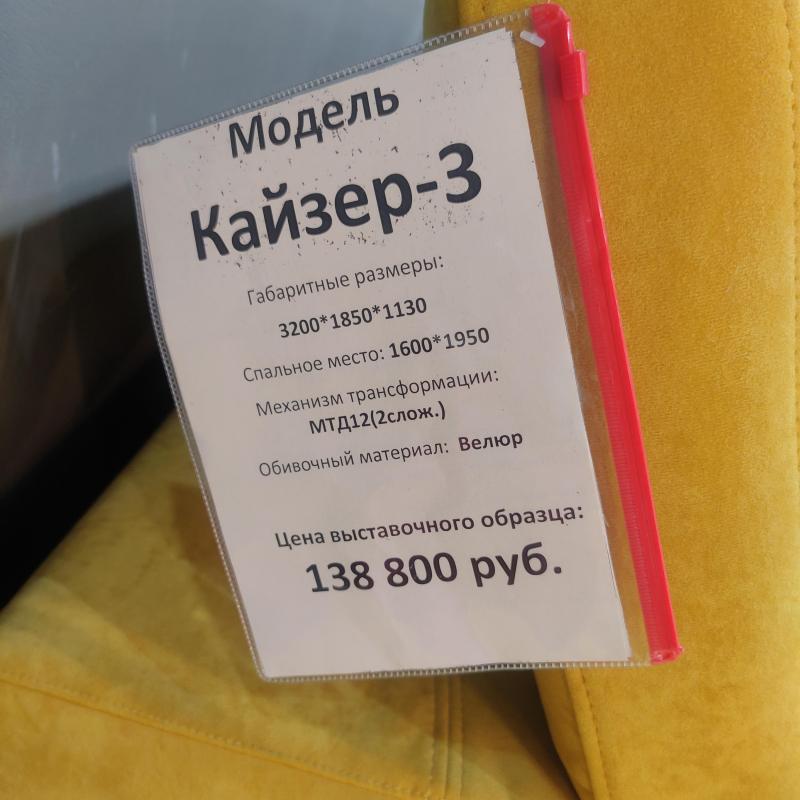 Модель
Кайзер-3
Габаритные размеры:
3200*1850*1130
Спальное место: 1600*1950
Механизм трансформации:
МТД12(2слож.)
Обивочный материал: Велюр
Цена выставочного образца:
138 800 руб.